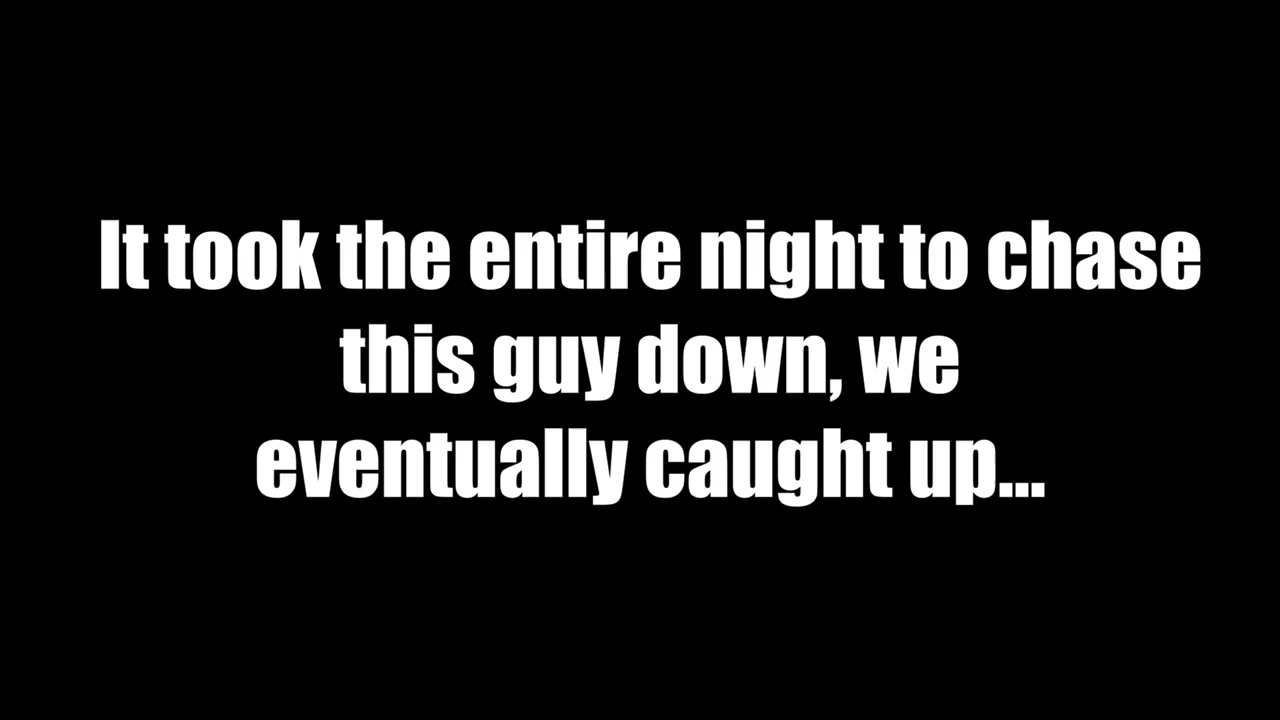 It took the entire night to chase
this guy down, we
eventually caught up...